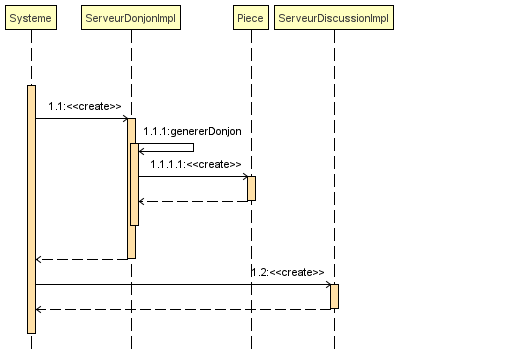 Systeme
ServeurDonjonImpl
Piece
ServeurDiscussionImpl
1.1:<<create>>
1.1.1:genererDonjon
1.1.1.1:<<create>>
1.2:<<create>>